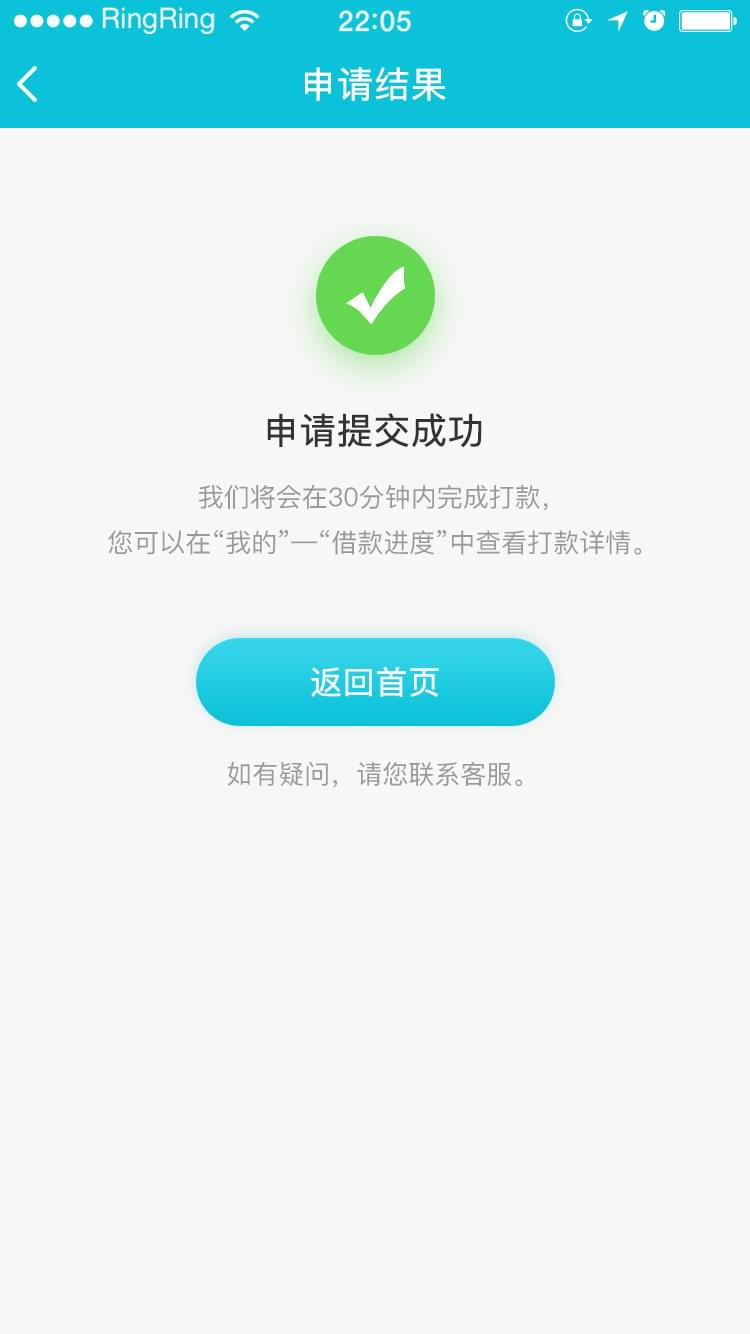 RingRing
22:05
申请结果
申请提交成功
我们将会在30分钟内完成打款，
您可以在“我的”—“借款进度”中查看打款详情。
返回首页
如有疑问，请您联系客服。